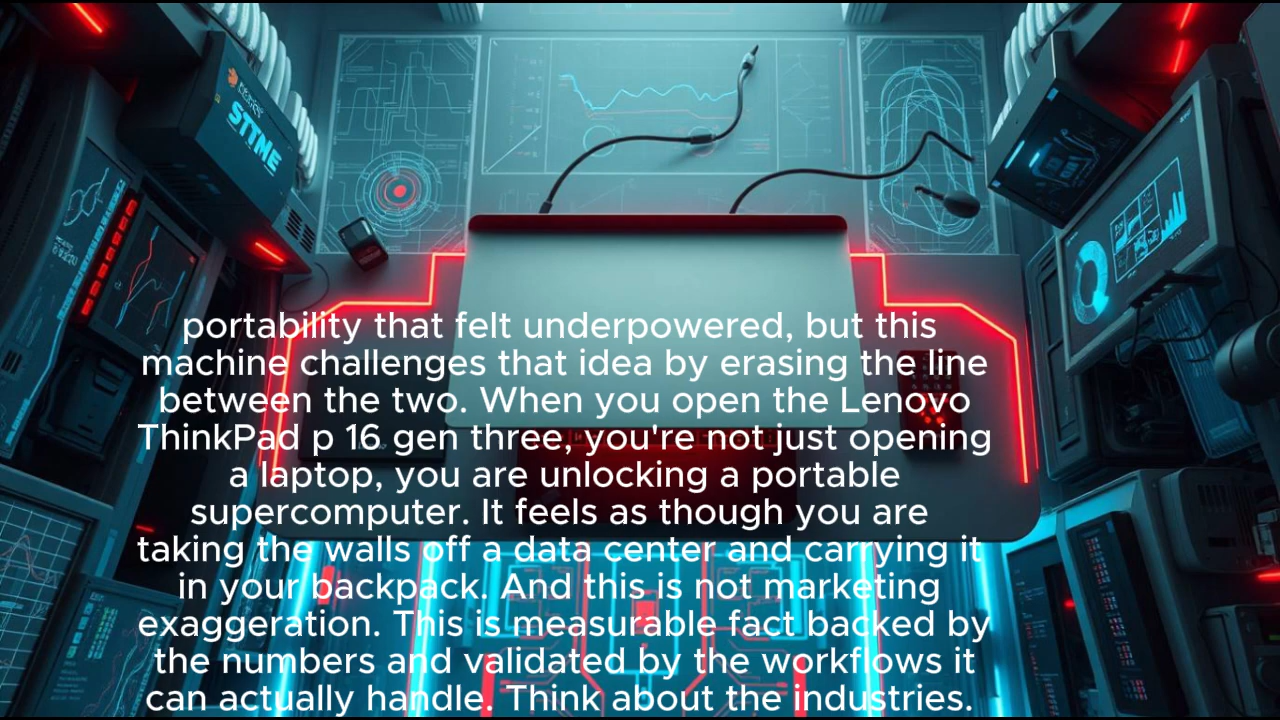 STTNE
portability that felt underpowered, but this
machine challenges that idea by erasing the line
between the two. When you open the Lenovo
ThinkPad p 16 gen three, you're not just opening
a laptop, you are unlocking a portable
supercomputer. It feels as though you are
taking the walls off a data center and carrying it
in your backpack. And this is not marketing
exaggeration. This is measurable fact backed by
the numbers and validated by the workflows it
can actually handle. Think about the industries.